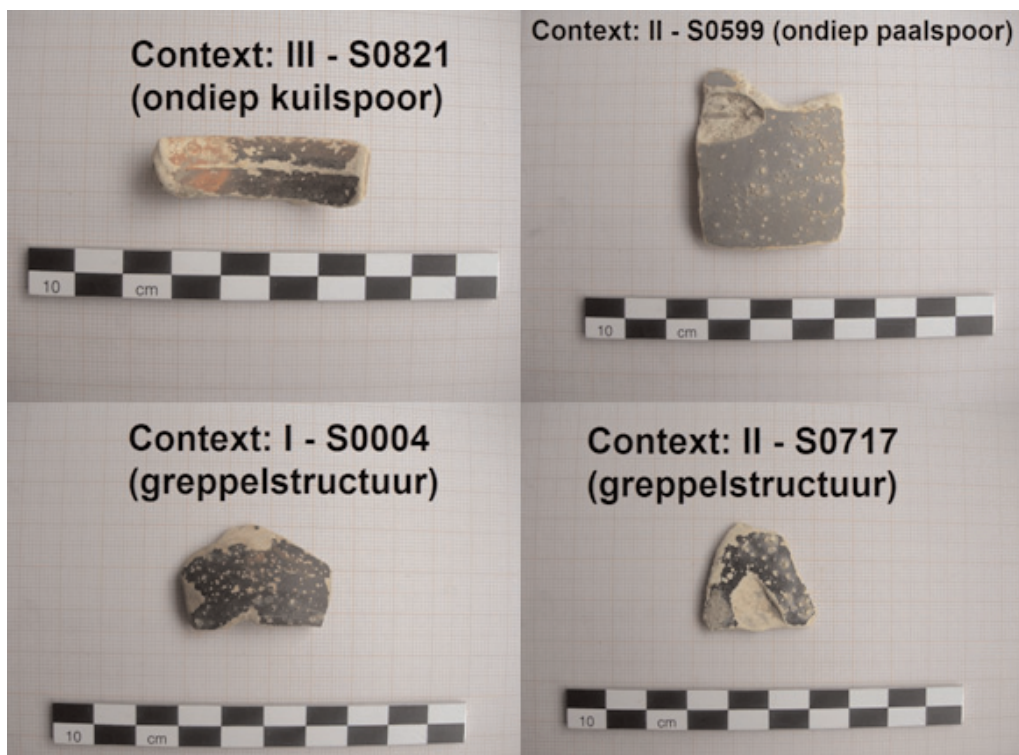 Context: III - S0821
(ondiep kuilspoor)
10 cm
Context: II - S0599 (ondiep paalspoor)
10 cm
Context: I - S0004
(greppelstructuur)
10 cm
Context: II - S0717
(greppelstructuur)
10 cm